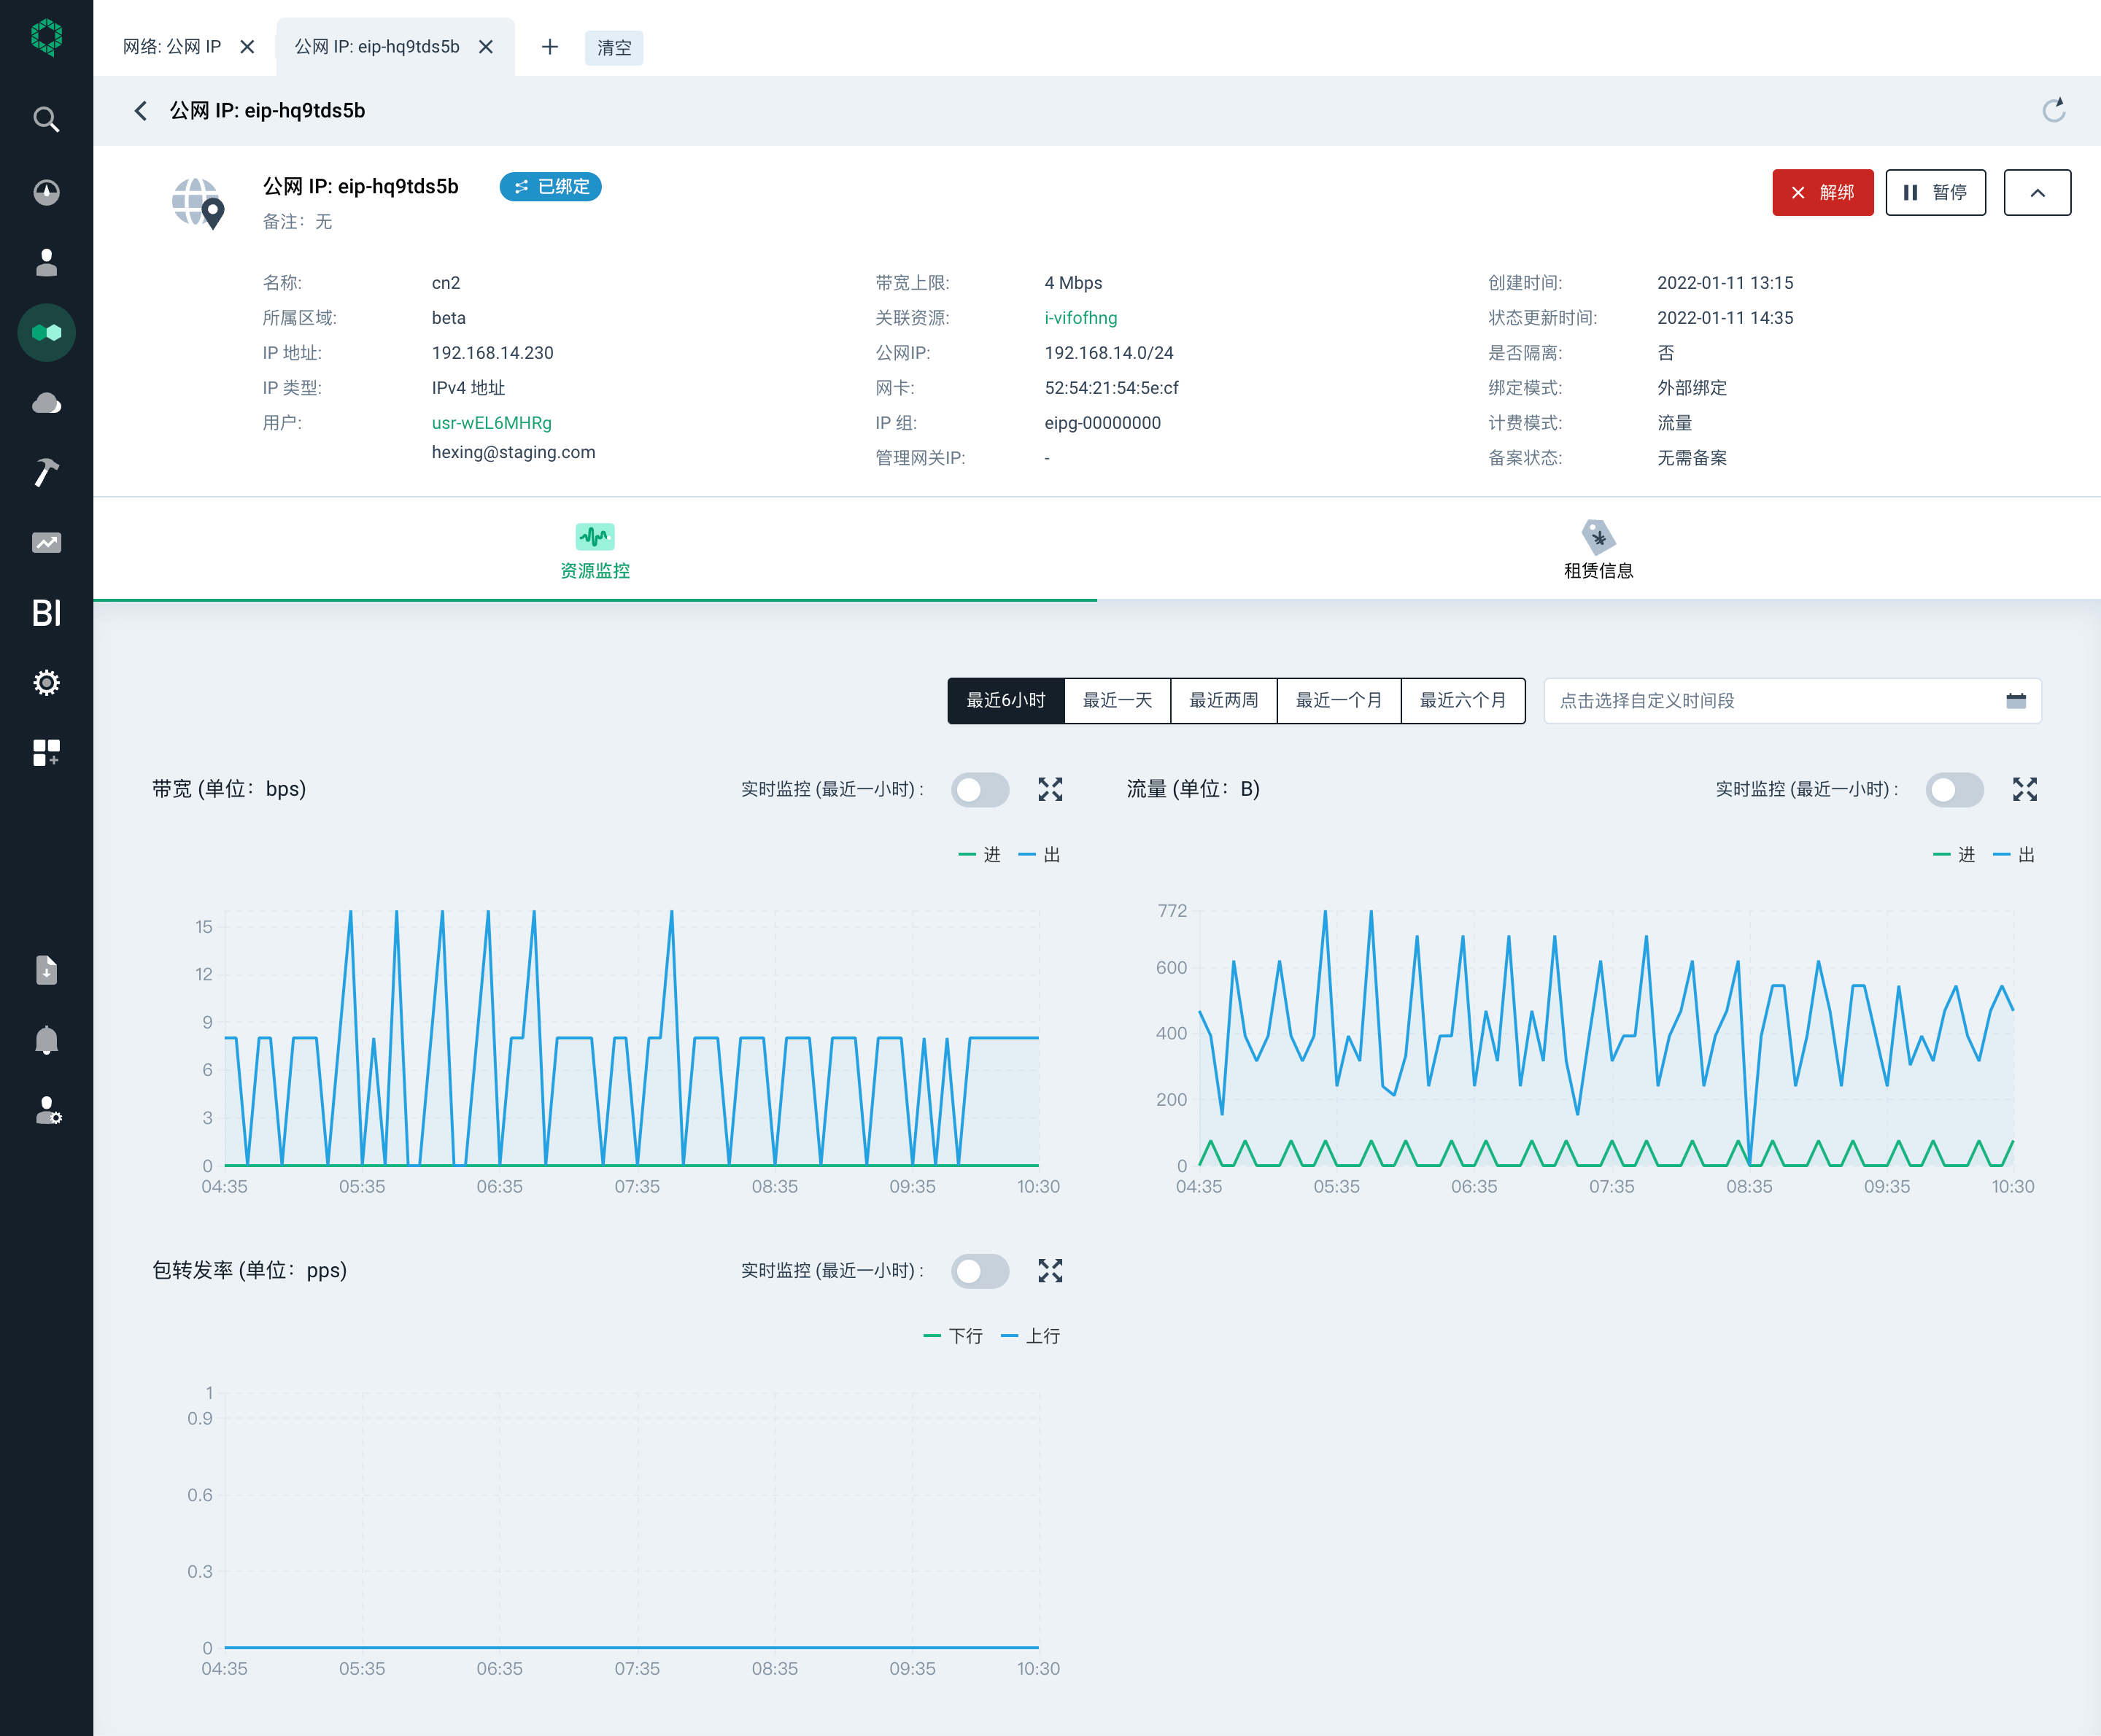 网络: 公网 IP
公网 IP: eip-hq9tds5b
清空
公网 IP: eip-hq9tds5b
公网 IP: eip-hq9tds5b
已绑定
解绑
暂停
备注：无
名称: cn2
带宽上限: 4 Mbps
创建时间: 2022-01-11 13:15
所属区域: beta
关联资源: i-vifofhng
状态更新时间: 2022-01-11 14:35
IP 地址: 192.168.14.230
公网IP: 192.168.14.0/24
是否隔离: 否
IP 类型: IPv4 地址
网卡: 52:54:21:54:5e:cf
绑定模式: 外部绑定
用户: usr-wEL6MHRg
IP 组: eipg-00000000
计费模式: 流量
hexing@staging.com
管理网关IP: -
备案状态: 无需备案
资源监控
租赁信息
BI
最近6小时 最近一天 最近两周 最近一个月 最近六个月
点击选择自定义时间段
带宽 (单位：bps)
实时监控 (最近一小时) :
进 出
15
12
9
6
3
0
04:35 05:35 06:35 07:35 08:35 09:35 10:30
流量 (单位：B)
实时监控 (最近一小时) :
进 出
772
600
400
200
0
04:35 05:35 06:35 07:35 08:35 09:35 10:30
包转发率 (单位：pps)
实时监控 (最近一小时) :
下行 上行
1
0.9
0.6
0.3
0
04:35 05:35 06:35 07:35 08:35 09:35 10:30